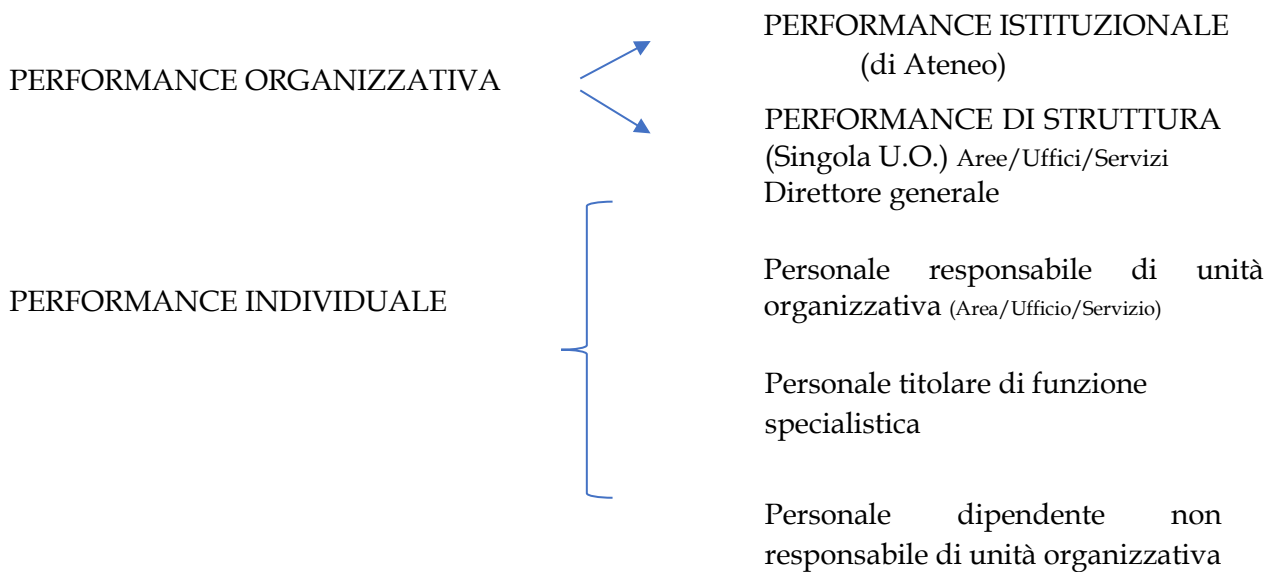 PERFORMANCE ORGANIZZATIVA
PERFORMANCE ISTITUZIONALE
(di Ateneo)
PERFORMANCE DI STRUTTURA
(Singola U.O.) Aree/Uffici/Servizi
PERFORMANCE INDIVIDUALE
Direttore generale
Personale responsabile di unità
organizzativa (Area/Ufficio/Servizio)
Personale titolare di funzione
specialistica
Personale dipendente non
responsabile di unità organizzativa